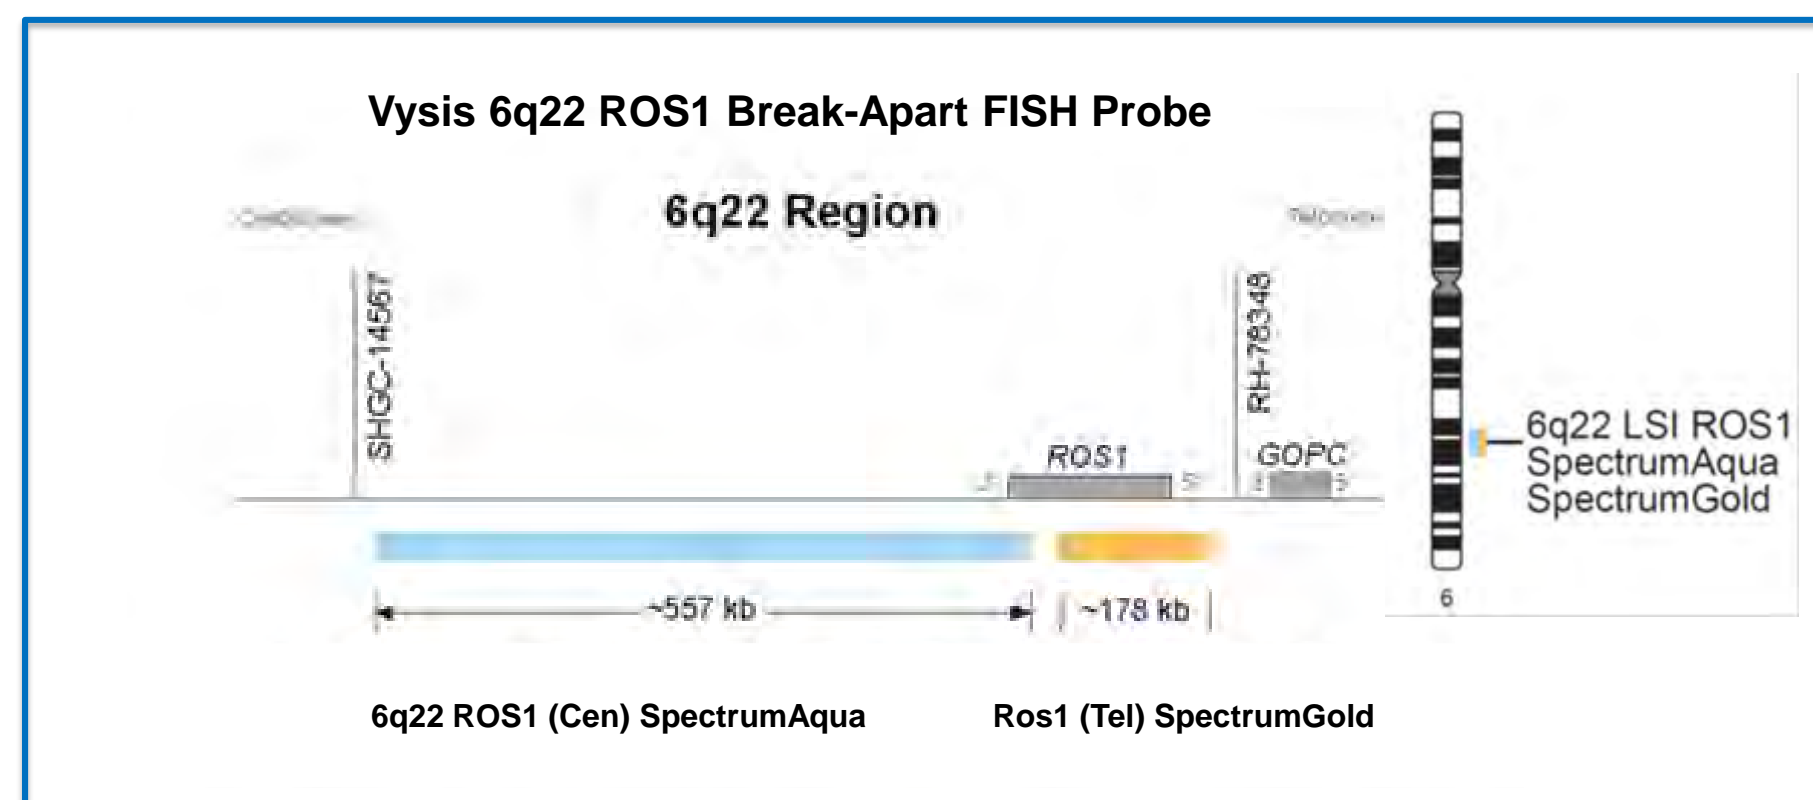 Vysis 6q22 ROS1 Break-Apart FISH Probe
6q22 Region
SHGC-14567
RH-78348
ROS1
GOPC
~557 kb
~178 kb
6q22 LSI ROS1
SpectrumAqua
SpectrumGold
6
6q22 ROS1 (Cen) SpectrumAqua
Ros1 (Tel) SpectrumGold